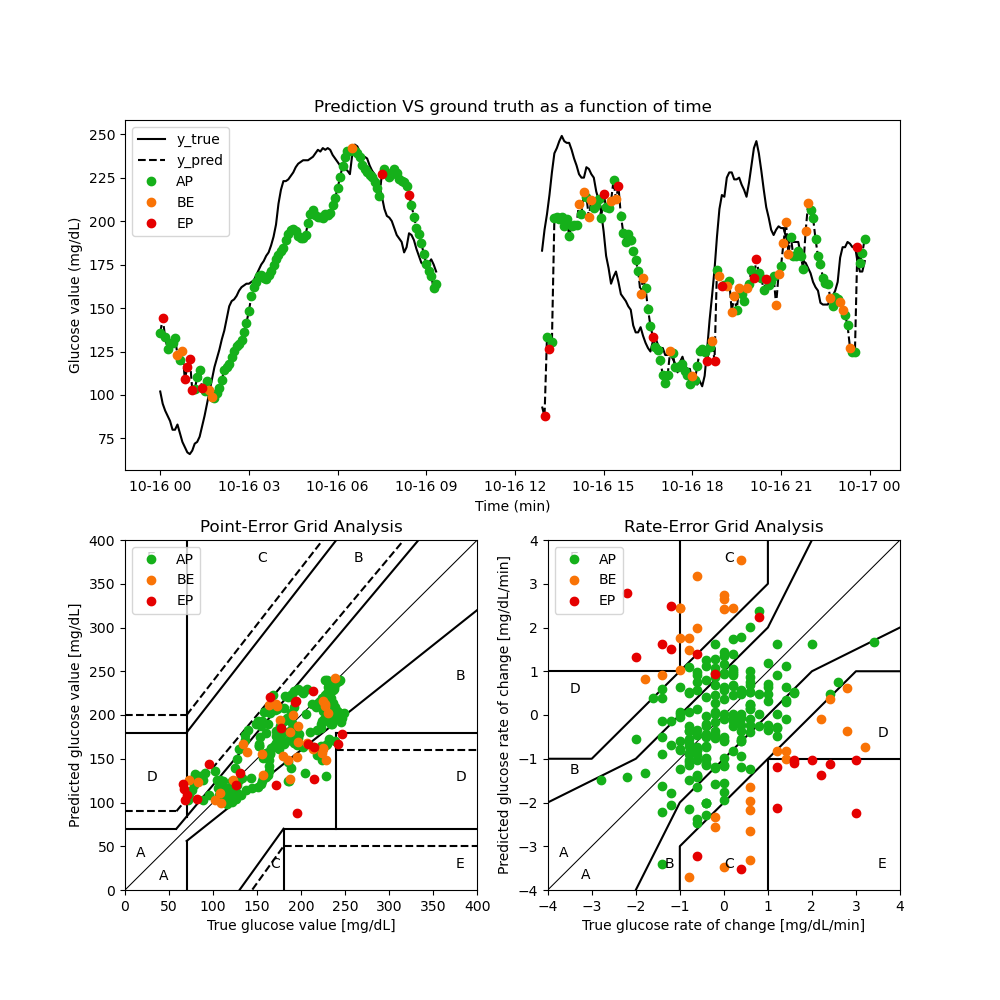 Prediction VS ground truth as a function of time
250
225
200
175
150
125
100
75
Glucose value (mg/dL)
y_true
y_pred
AP
BE
EP
10-16 00
10-16 03
10-16 06
10-16 09
10-16 12
10-16 15
10-16 18
10-16 21
10-17 00
Time (min)
Point-Error Grid Analysis
400
350
300
250
200
150
100
50
0
Predicted glucose value [mg/dL]
AP
BE
EP
C
B
B
D
D
A
A
C
E
0
50
100
150
200
250
300
350
400
True glucose value [mg/dL]
Rate-Error Grid Analysis
4
3
2
1
0
−1
−2
−3
−4
Predicted glucose rate of change [mg/dL/min]
AP
BE
EP
C
D
D
B
A
A
B
C
E
−4
−3
−2
−1
0
1
2
3
4
True glucose rate of change [mg/dL/min]